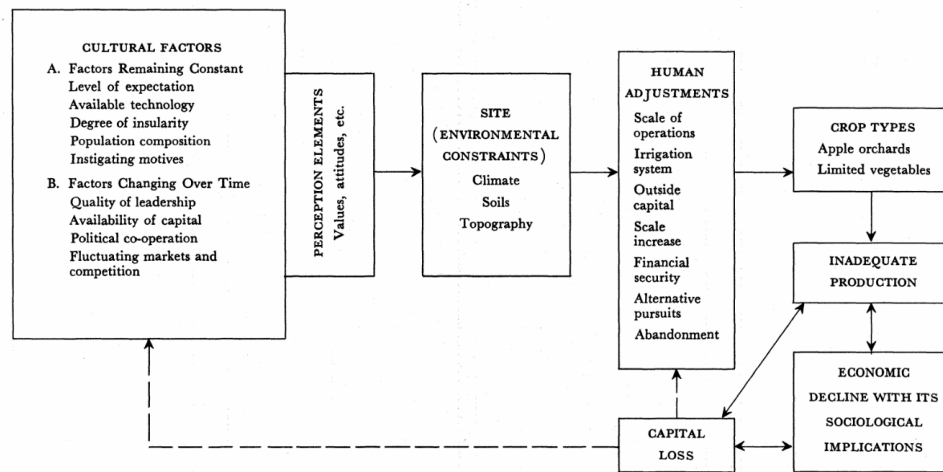 CULTURAL FACTORS
A. Factors Remaining Constant
Level of expectation
Available technology
Degree of insularity
Population composition
Instigating motives
B. Factors Changing Over Time
Quality of leadership
Availability of capital
Political co-operation
Fluctuating markets and
competition
PERCEPTION ELEMENTS
Values, attitudes, etc.
SITE
(ENVIRONMENTAL
CONSTRAINTS)
Climate
Soils
Topography
HUMAN
ADJUSTMENTS
Scale of
operations
Irrigation
system
Outside
capital
Scale
increase
Financial
security
Alternative
pursuits
Abandonment
CROP TYPES
Apple orchards
Limited vegetables
INADEQUATE
PRODUCTION
ECONOMIC
DECLINE WITH ITS
SOCIOLOGICAL
IMPLICATIONS
CAPITAL
LOSS